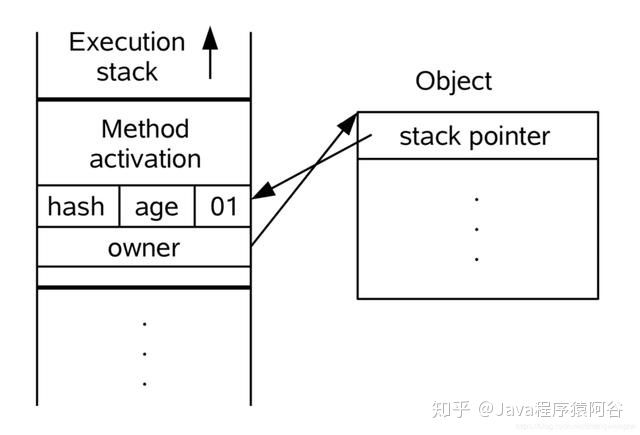 Execution
stack
Object
Method
activation
stack pointer
hash
age
01
owner
知乎 @Java程序猿阿谷